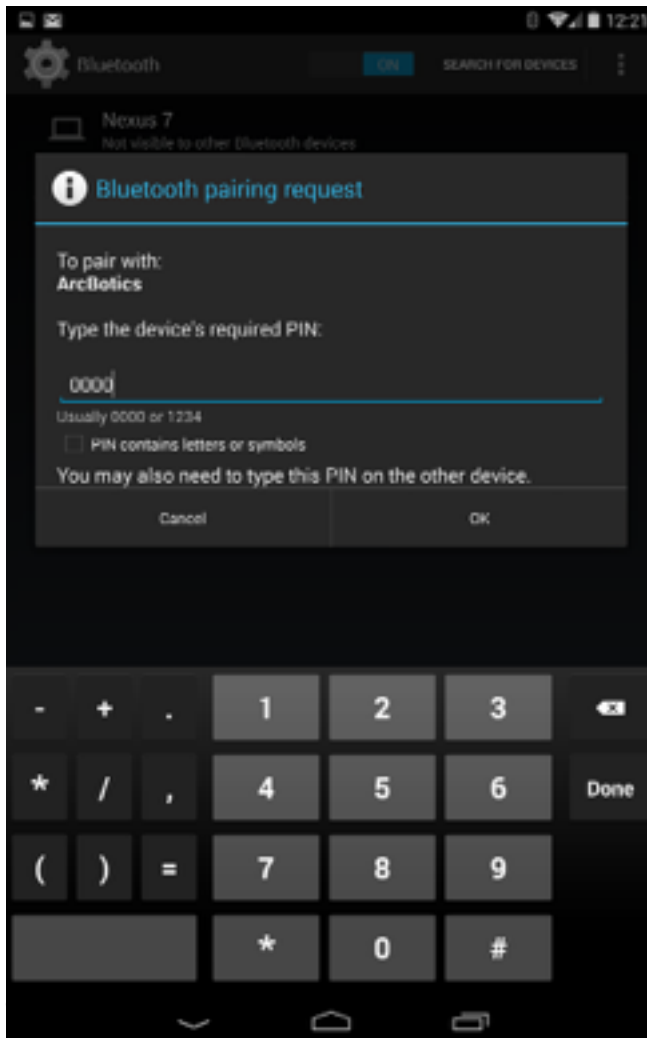 12:21
Bluetooth ON SEARCH FOR DEVICES
Nexus 7
Not visible to other Bluetooth devices
Bluetooth pairing request
To pair with:
ArcBotics
Type the device's required PIN:
0000
Usually 0000 or 1234
PIN contains letters or symbols
You may also need to type this PIN on the other device.
Cancel OK
- + . 1 2 3
* / , 4 5 6 Done
( ) = 7 8 9
* 0 #